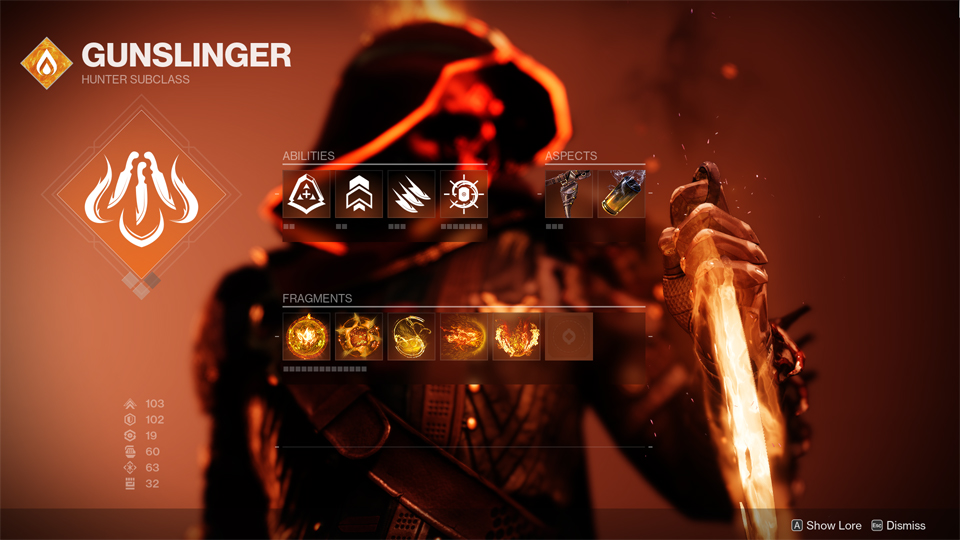 GUNSLINGER
HUNTER SUBCLASS
ABILITIES
ASPECTS
FRAGMENTS
103
102
19
60
63
32
A Show Lore Esc Dismiss